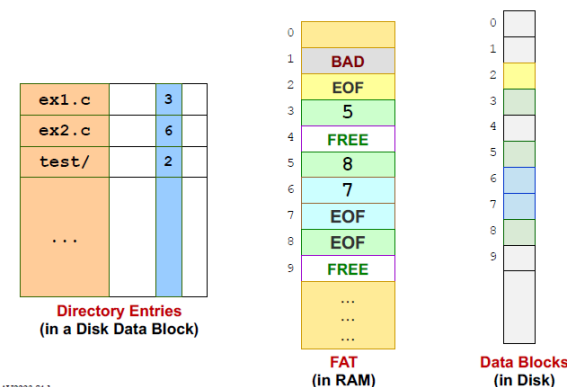 ex1.c 3
ex2.c 6
test/ 2
...
Directory Entries
(in a Disk Data Block)
0
1 BAD
2 EOF
3 5
4 FREE
5 8
6 7
7 EOF
8 EOF
9 FREE
...
...
...
FAT
(in RAM)
0
1
2
3
4
5
6
7
8
9
Data Blocks
(in Disk)